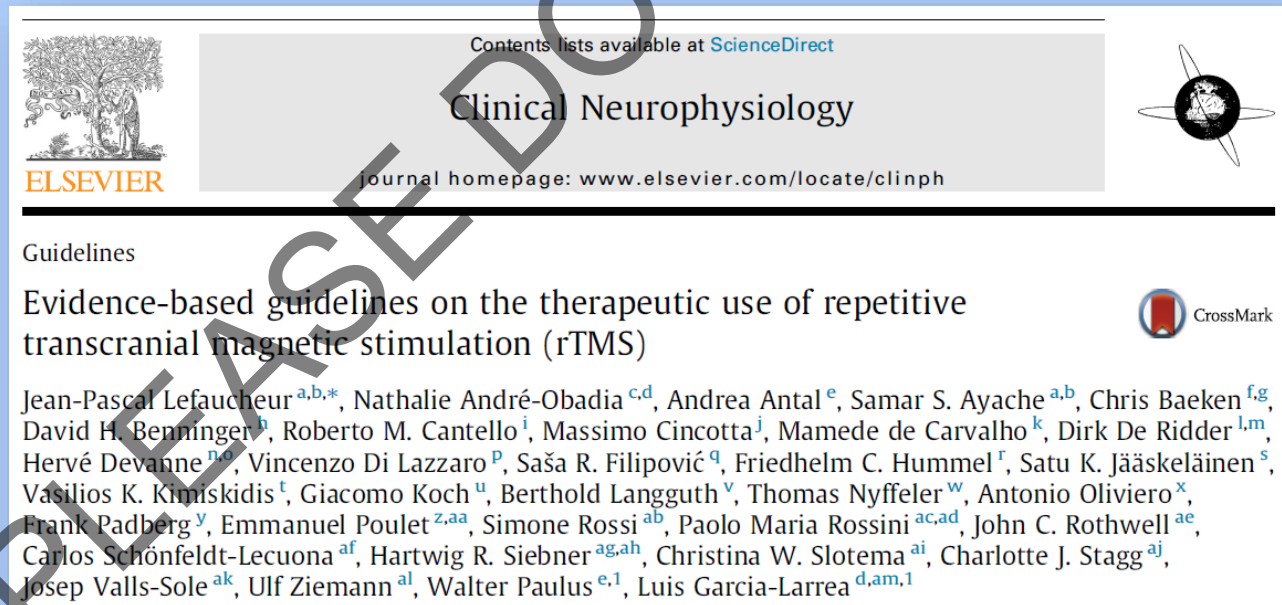 Contents lists available at ScienceDirect
Clinical Neurophysiology
journal homepage: www.elsevier.com/locate/clinph
ELSEVIER
Guidelines
Evidence-based guidelines on the therapeutic use of repetitive
transcranial magnetic stimulation (rTMS)
CrossMark
Jean-Pascal Lefaucheur a,b,*, Nathalie André-Obadia c,d, Andrea Antal e, Samar S. Ayache a,b, Chris Baeken f,g,
David H. Benninger h, Roberto M. Cantello i, Massimo Cincotta j, Mamede de Carvalho k, Dirk De Ridder l,m,
Hervé Devanne n,o, Vincenzo Di Lazzaro p, Saša R. Filipović q, Friedhelm C. Hummel r, Satu K. Jääskeläinen s,
Vasilios K. Kimiskidis t, Giacomo Koch u, Berthold Langguth v, Thomas Nyffeler w, Antonio Oliviero x,
Frank Padberg y, Emmanuel Poulet z,aa, Simone Rossi ab, Paolo Maria Rossini ac,ad, John C. Rothwell ae,
Carlos Schönfeldt-Lecuona af, Hartwig R. Siebner ag,ah, Christina W. Slotema ai, Charlotte J. Stagg aj,
Josep Valls-Sole ak, Ulf Ziemann al, Walter Paulus e,1, Luis Garcia-Larrea d,am,1
PLEASE DO